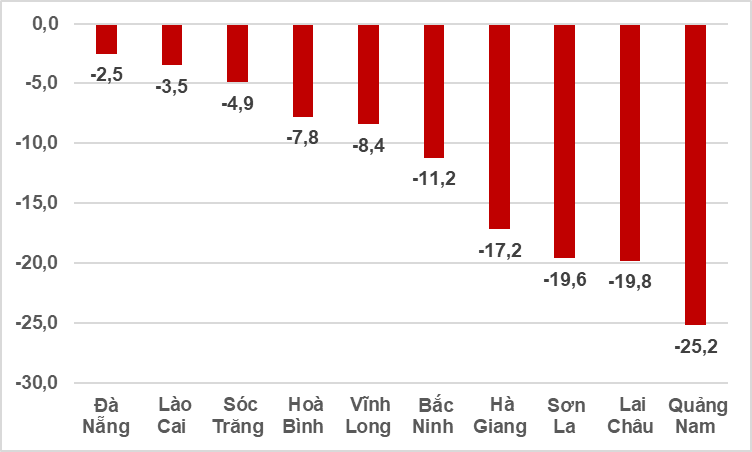 0,0
-5,0
-10,0
-15,0
-20,0
-25,0
-30,0
-2,5
-3,5
-4,9
-7,8
-8,4
-11,2
-17,2
-19,6
-19,8
-25,2
Đà
Nẵng
Lào
Cai
Sóc
Trăng
Hoà
Bình
Vĩnh
Long
Bắc
Ninh
Hà
Giang
Sơn
La
Lai
Châu
Quảng
Nam